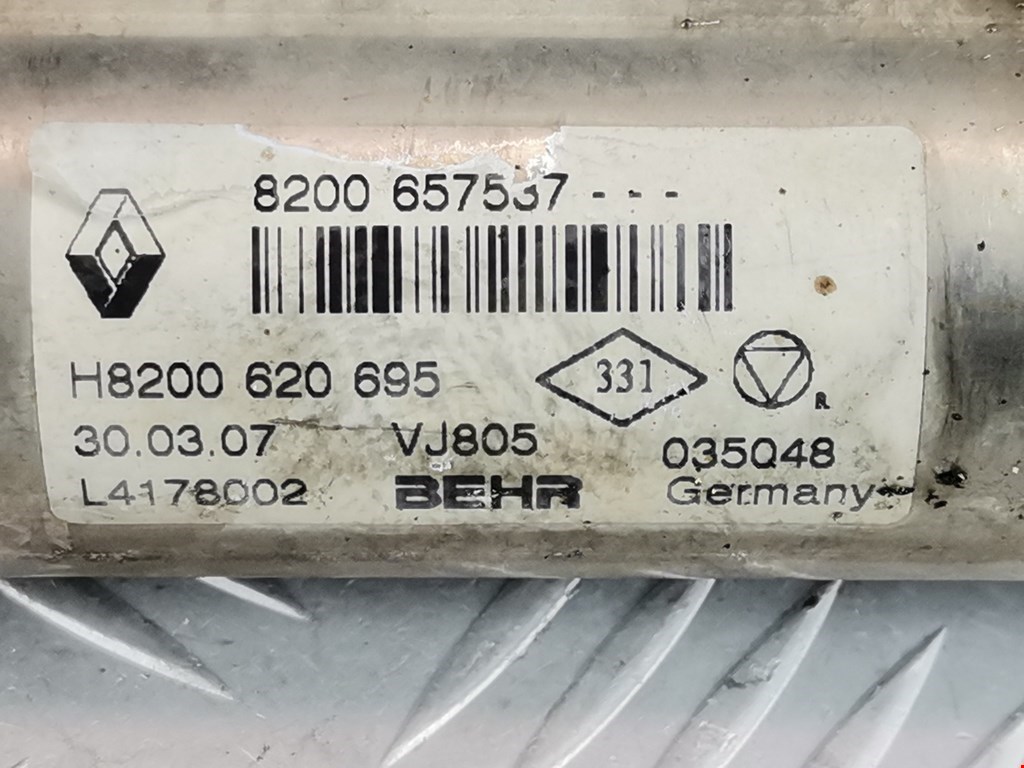 8200 657537 - - -
H8200 620 695
331
R
30.03.07 VJ805 035Q48
L4178002 BEHR Germany